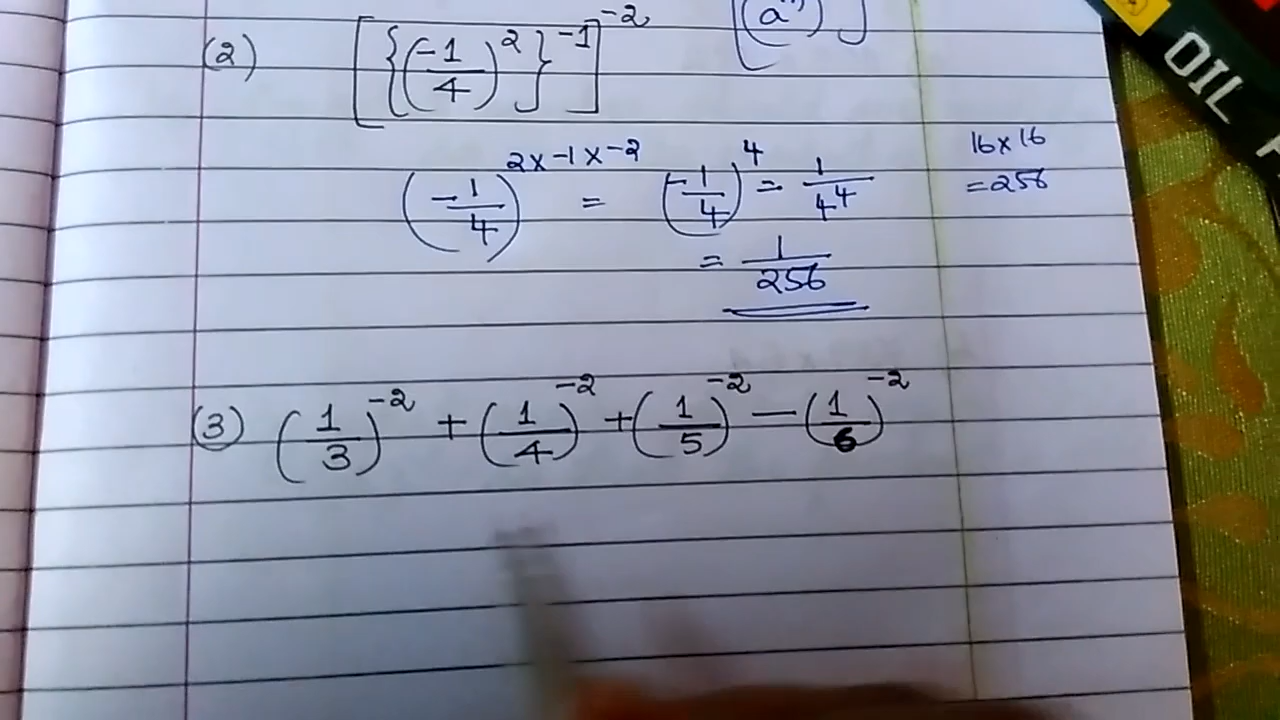 (2) [{(-1/4)^2}^-1]^-2 [(a
(-1/4)^2×-1×-2 = (-1/4)^4 = 1/4^4 16×16
= 1/256 =256
(3) (1/3)^-2 + (1/4)^-2 + (1/5)^-2 - (1/6)^-2
OIL